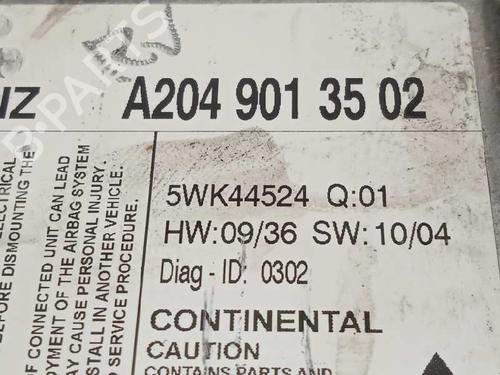 NZ A204 901 35 02
B-PARTS
5WK44524 Q:01
HW:09/36 SW:10/04
Diag - ID: 0302
CONTINENTAL
CAUTION
CONTAINS PARTS AND
BEFORE DISMOUNTING THE
ELECTRICAL
OF CONNECTED UNIT CAN LEAD
OYMENT OF THE AIRBAG SYSTEM
AY CAUSE PERSONAL INJURY.
STALL IN ANOTHER VEHICLE.
D SERVICE PROCEDURE.